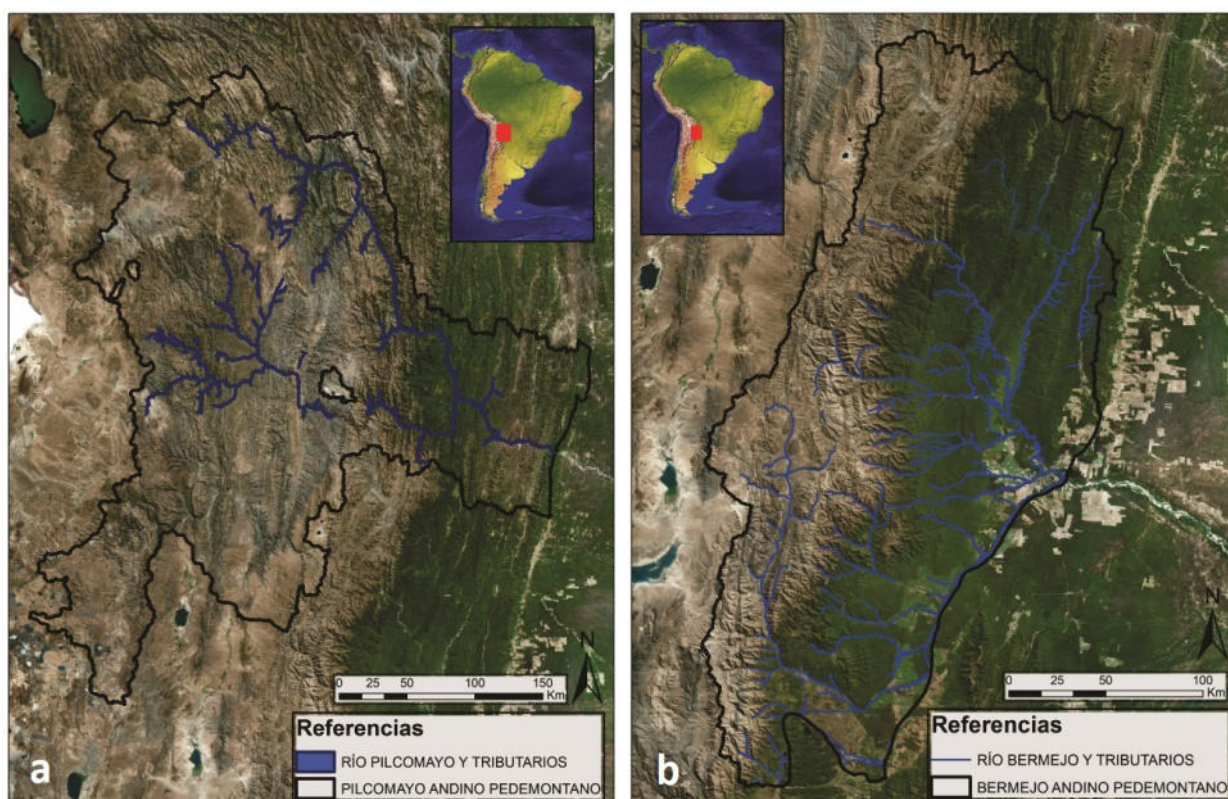 N
0 25 50 100 150
Km
Referencias
RÍO PILCOMAYO Y TRIBUTARIOS
PILCOMAYO ANDINO PEDEMONTANO
a
N
0 25 50 100
Km
Referencias
RÍO BERMEJO Y TRIBUTARIOS
BERMEJO ANDINO PEDEMONTANO
b